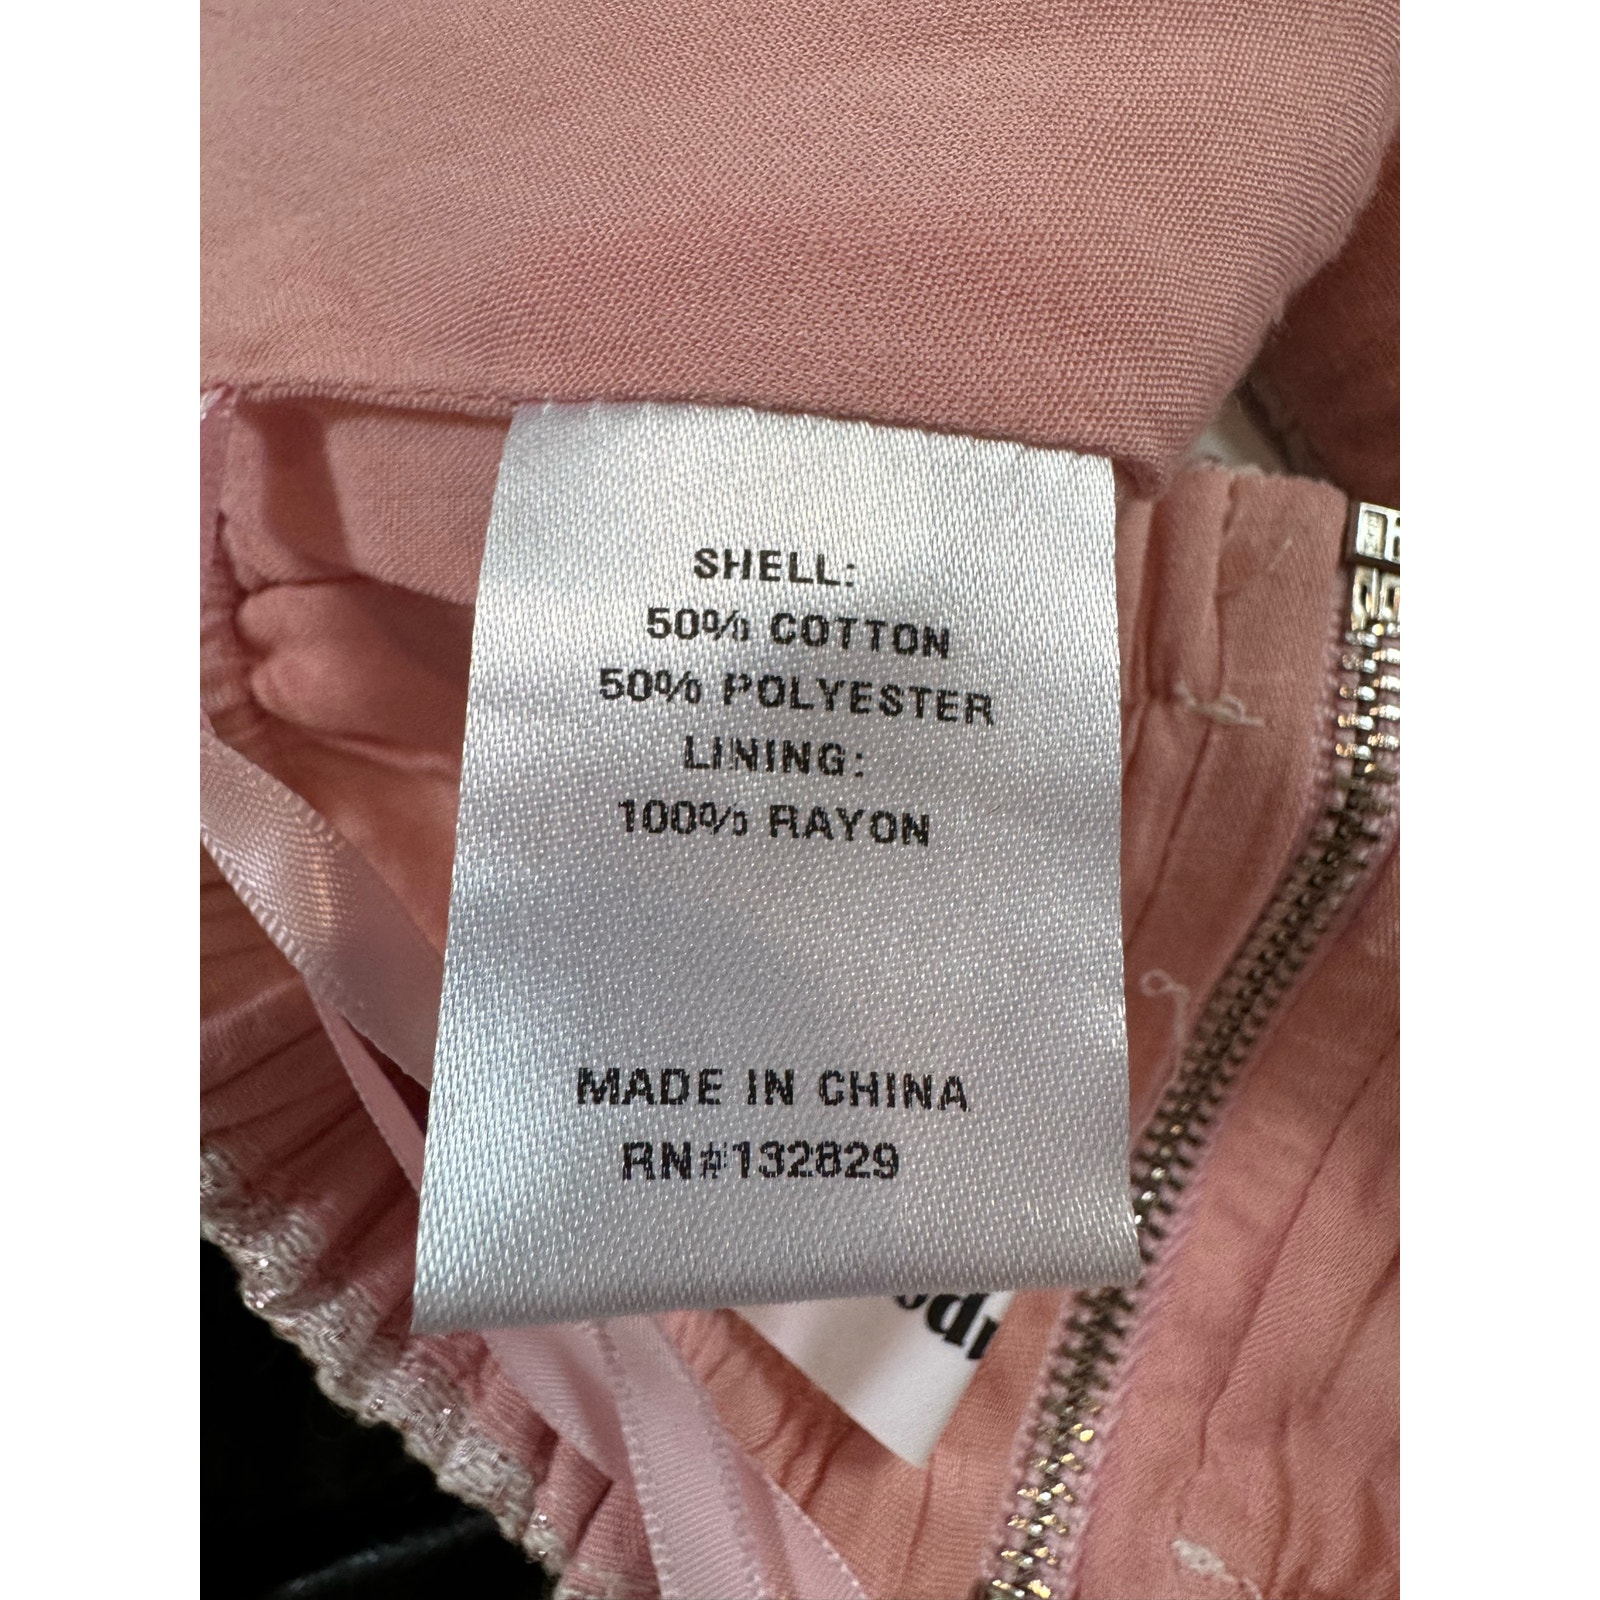 SHELL:
50% COTTON
50% POLYESTER
LINING:
100% RAYON
MADE IN CHINA
RN#132829